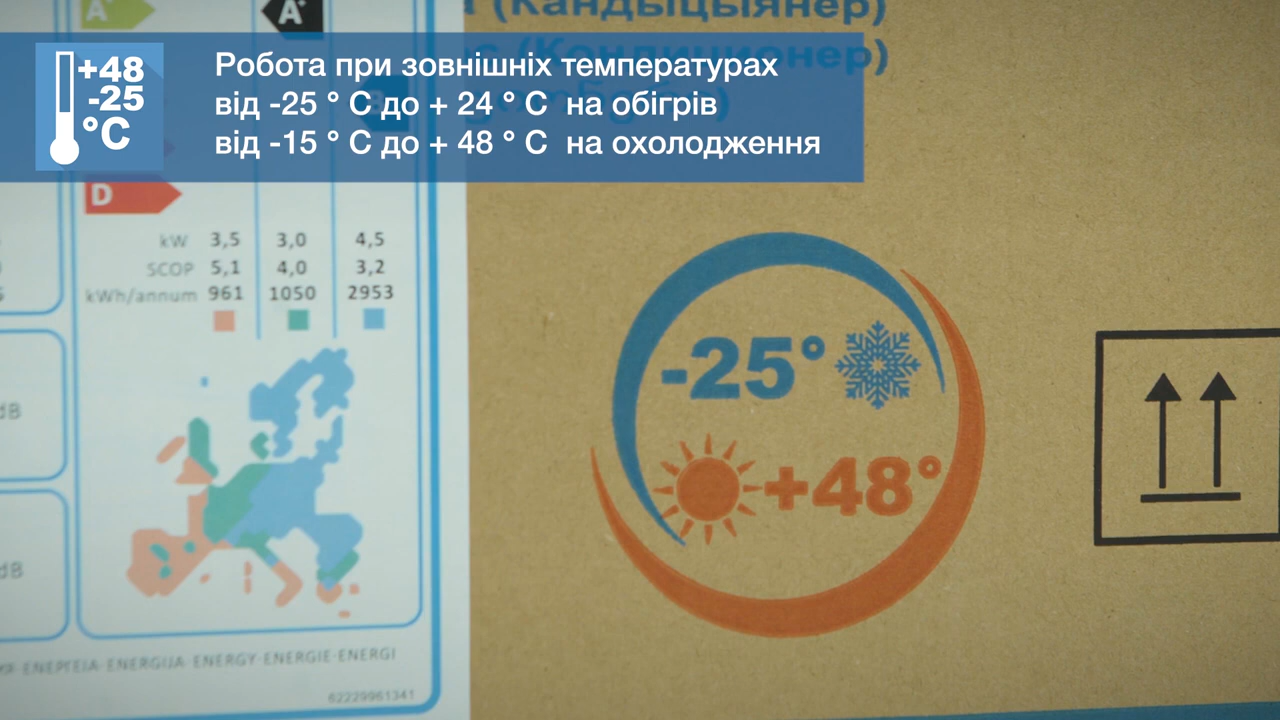 (Кандыцыянер)
(Кондиционер)
+48
-25
°C
Робота при зовнішніх температурах
від -25 ° C до + 24 ° C на обігрів
від -15 ° C до + 48 ° C на охолодження
A+
A+
D
kW 3,5 3,0 4,5
SCOP 5,1 4,0 3,2
kWh/annum 961 1050 2953
dB
dB
ENERGIJA·ENERGY·ENERGIE·ENERGI
62229961341
-25°
+48°